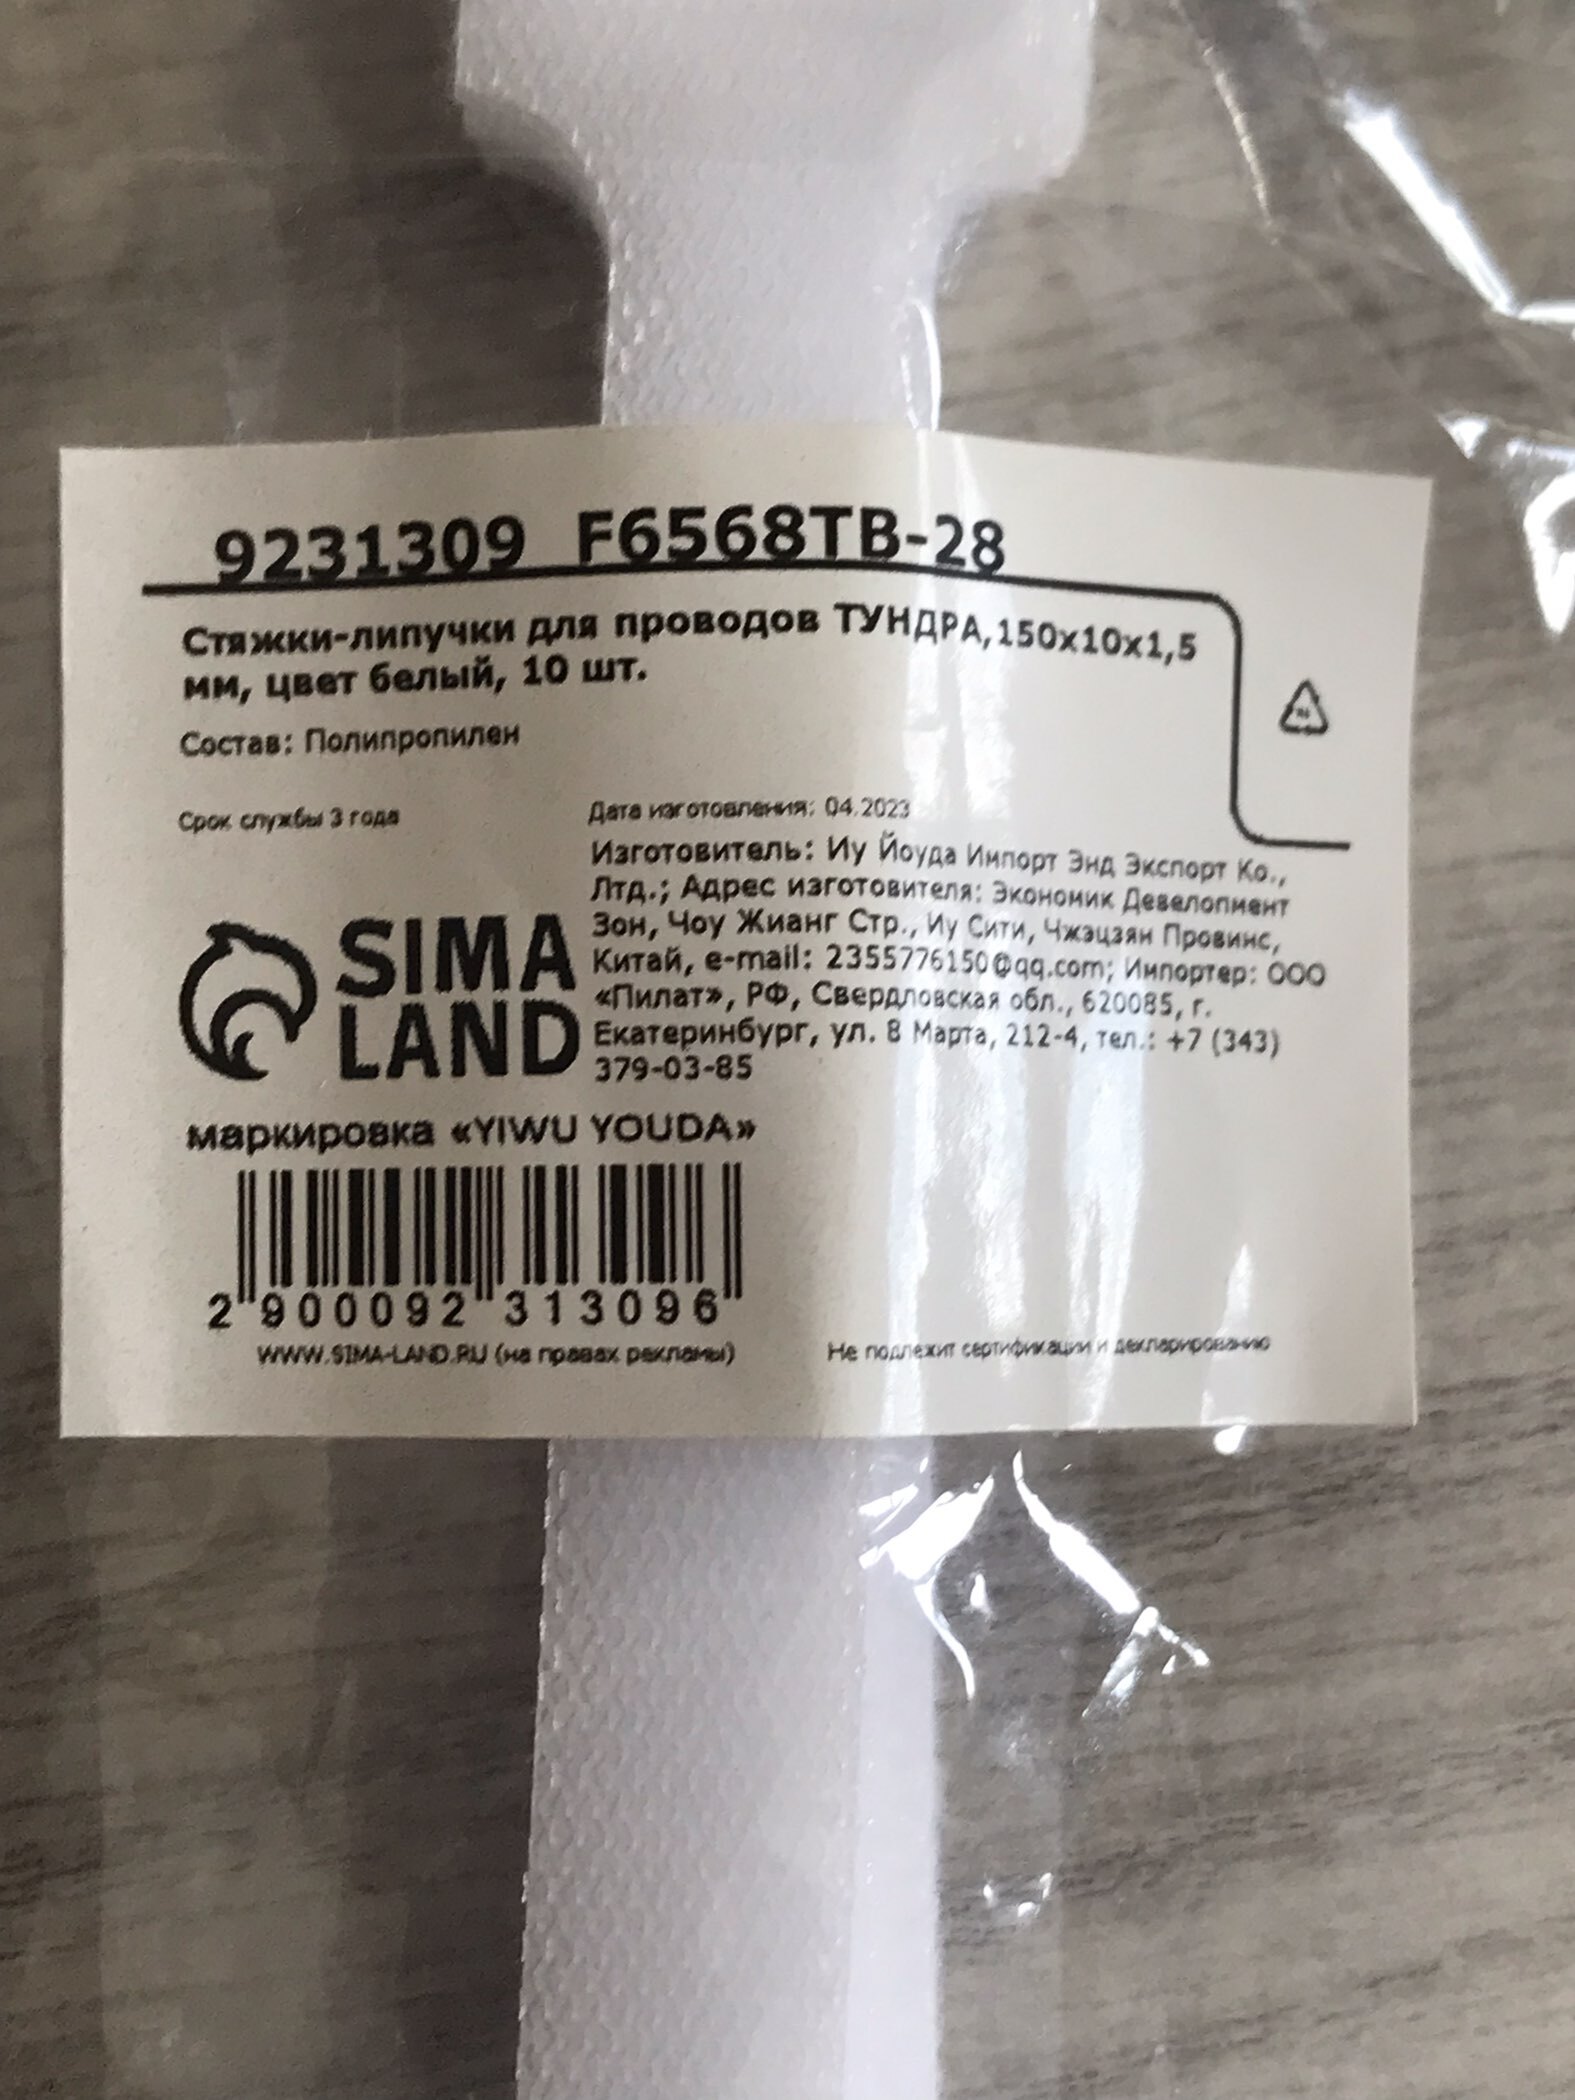 9231309 F6568TB-28
Стяжки-липучки для проводов ТУНДРА,150х10х1,5
мм, цвет белый, 10 шт.
Состав: Полипропилен
Срок службы 3 года
Дата изготовления: 04.2023
Изготовитель: Иу Йоуда Импорт Энд Экспорт Ко.,
Лтд.; Адрес изготовителя: Экономик Девелопмент
Зон, Чоу Жианг Стр., Иу Сити, Чжэцзян Провинс,
Китай, e-mail: 2355776150@qq.com; Импортер: ООО
«Пилат», РФ, Свердловская обл., 620085, г.
Екатеринбург, ул. 8 Марта, 212-4, тел.: +7 (343)
379-03-85
SIMA
LAND
маркировка «YIWU YOUDA»
2 900092 313096
WWW.SIMA-LAND.RU (на правах рекламы)
Не подлежит сертификации и декларированию